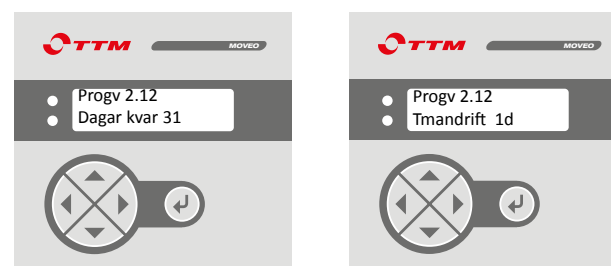 TTM MOVEO
Progv 2.12
Dagar kvar 31
TTM MOVEO
Progv 2.12
Tmandrift 1d